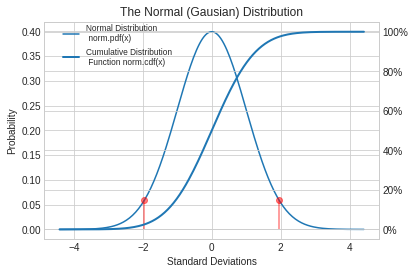 The Normal (Gausian) Distribution
Normal Distribution
norm.pdf(x)
Cumulative Distribution
Function norm.cdf(x)
0.40
0.35
0.30
0.25
0.20
0.15
0.10
0.05
0.00
Probability
100%
80%
60%
40%
20%
0%
−4
−2
0
2
4
Standard Deviations